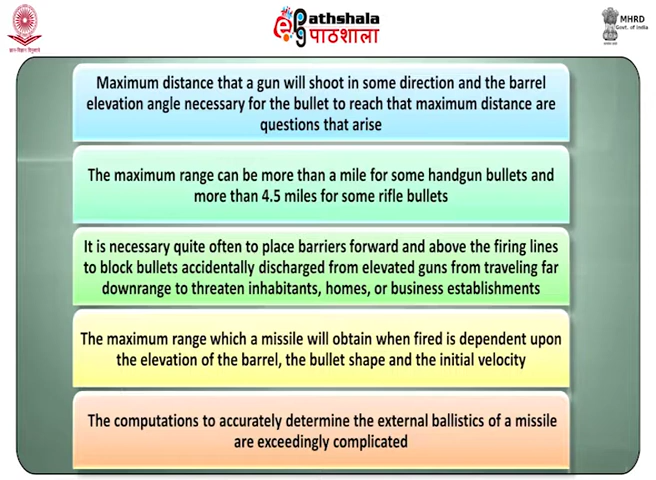 ePG
athshala
पाठशाला
MHRD
Govt. of India
Maximum distance that a gun will shoot in some direction and the barrel
elevation angle necessary for the bullet to reach that maximum distance are
questions that arise
The maximum range can be more than a mile for some handgun bullets and
more than 4.5 miles for some rifle bullets
It is necessary quite often to place barriers forward and above the firing lines
to block bullets accidentally discharged from elevated guns from traveling far
downrange to threaten inhabitants, homes, or business establishments
The maximum range which a missile will obtain when fired is dependent upon
the elevation of the barrel, the bullet shape and the initial velocity
The computations to accurately determine the external ballistics of a missile
are exceedingly complicated